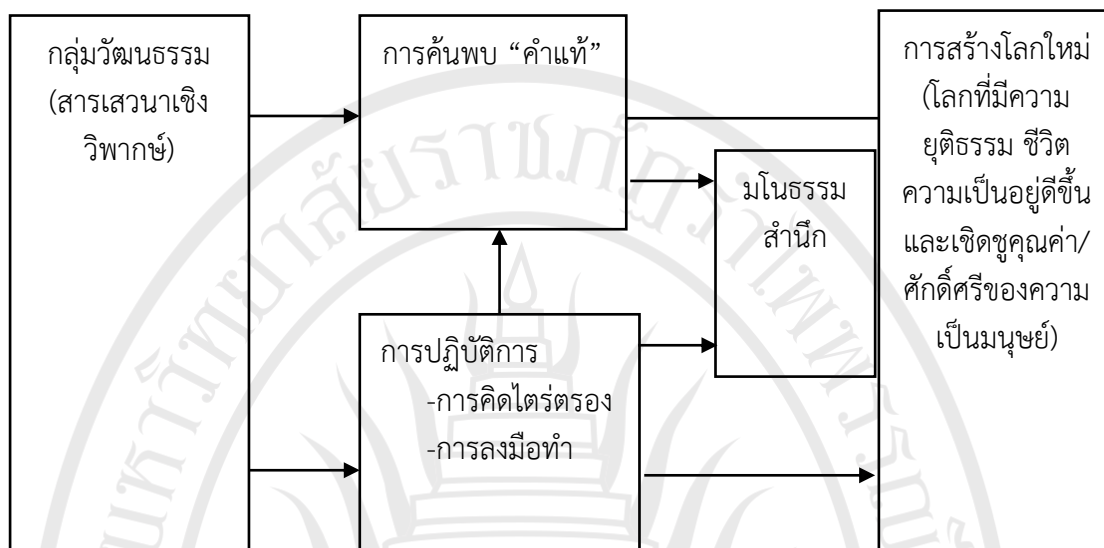 กลุ่มวัฒนธรรม
(สารเสวนาเชิง
วิพากษ์)
การค้นพบ “คำแท้”
การปฏิบัติการ
-การคิดไตร่ตรอง
-การลงมือทำ
มโนธรรม
สำนึก
การสร้างโลกใหม่
(โลกที่มีความ
ยุติธรรม ชีวิต
ความเป็นอยู่ดีขึ้น
และเชิดชูคุณค่า/
ศักดิ์ศรีของความ
เป็นมนุษย์)